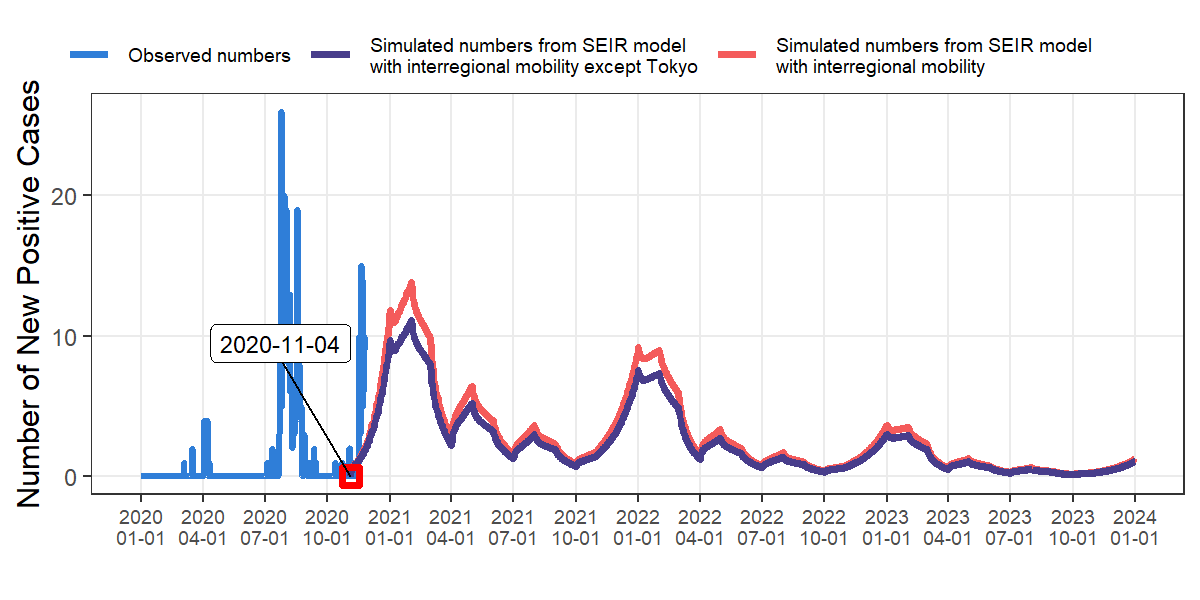 Observed numbers
Simulated numbers from SEIR model
with interregional mobility except Tokyo
Simulated numbers from SEIR model
with interregional mobility
Number of New Positive Cases
20
10
0
2020-11-04
2020 2020 2020 2020 2021 2021 2021 2021 2022 2022 2022 2022 2023 2023 2023 2023 2024
01-01 04-01 07-01 10-01 01-01 04-01 07-01 10-01 01-01 04-01 07-01 10-01 01-01 04-01 07-01 10-01 01-01